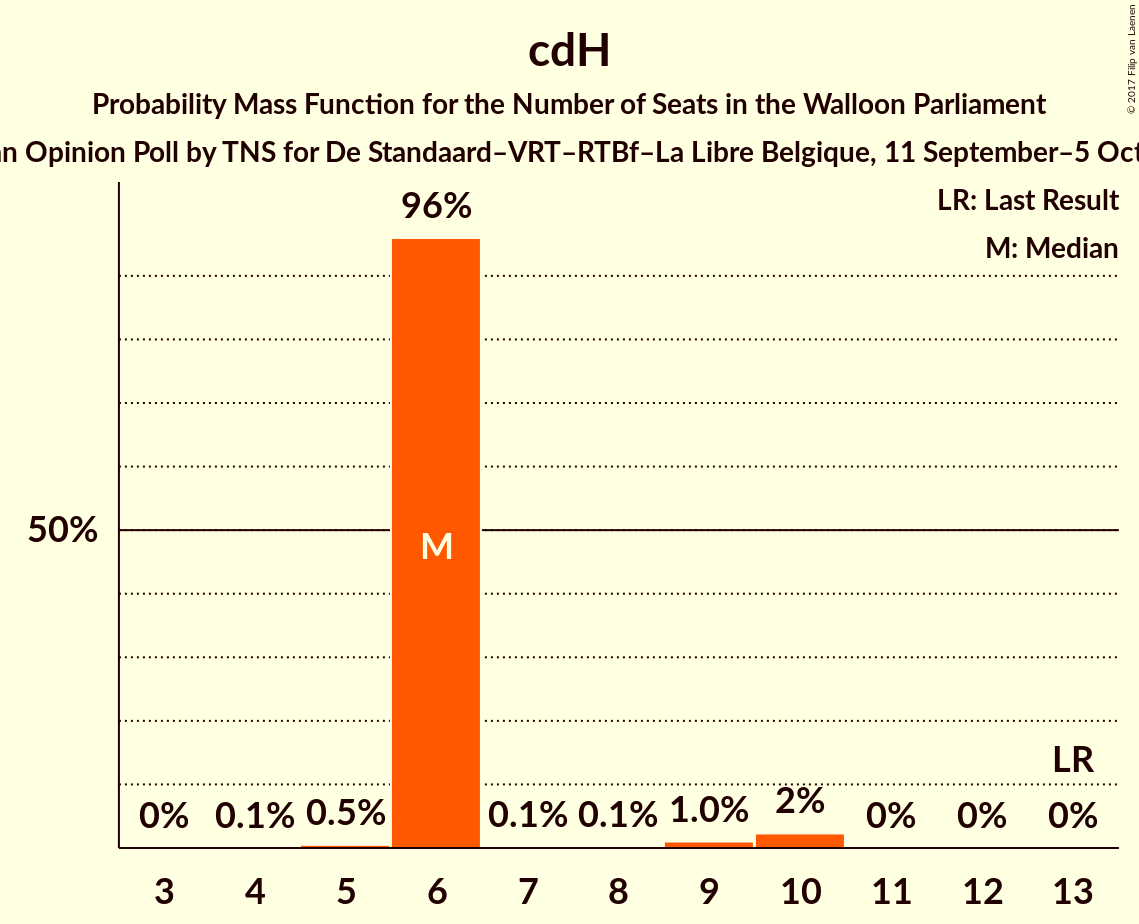 cdH
Probability Mass Function for the Number of Seats in the Walloon Parliament
Opinion Poll by TNS for De Standaard–VRT–RTBf–La Libre Belgique, 11 September–5
© 2017 Filip van Laenen
LR: Last Result
M: Median
96%
50%
M
LR
0% 0.1% 0.5% 0.1% 0.1% 1.0% 2% 0% 0% 0%
3 4 5 6 7 8 9 10 11 12 13